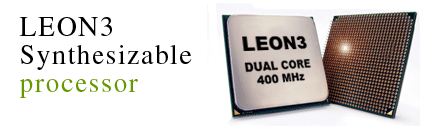 LEON3
Synthesizable
processor
LEON3
DUAL CORE
400 MHz